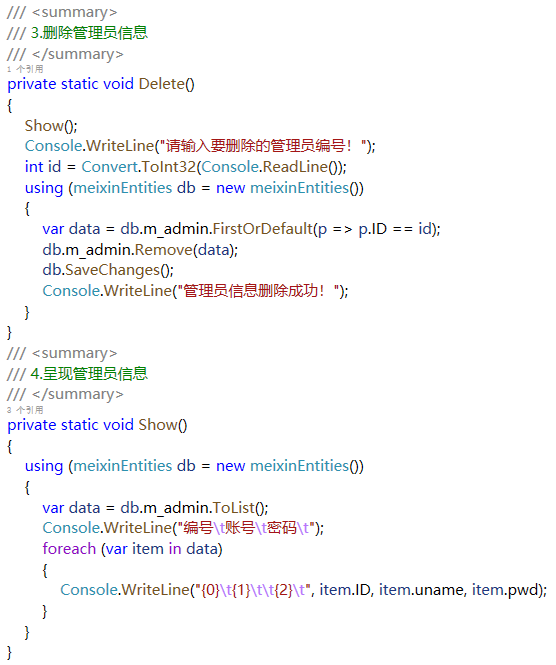 /// <summary>
/// 3.删除管理员信息
/// </summary>
1 个引用
private static void Delete()
{
    Show();
    Console.WriteLine("请输入要删除的管理员编号！");
    int id = Convert.ToInt32(Console.ReadLine());
    using (meixinEntities db = new meixinEntities())
    {
        var data = db.m_admin.FirstOrDefault(p => p.ID == id);
        db.m_admin.Remove(data);
        db.SaveChanges();
        Console.WriteLine("管理员信息删除成功！");
    }
}
/// <summary>
/// 4.呈现管理员信息
/// </summary>
3 个引用
private static void Show()
{
    using (meixinEntities db = new meixinEntities())
    {
        var data = db.m_admin.ToList();
        Console.WriteLine("编号\t账号\t密码\t");
        foreach (var item in data)
        {
            Console.WriteLine("{0}\t{1}\t\t{2}\t", item.ID, item.uname, item.pwd);
        }
    }
}